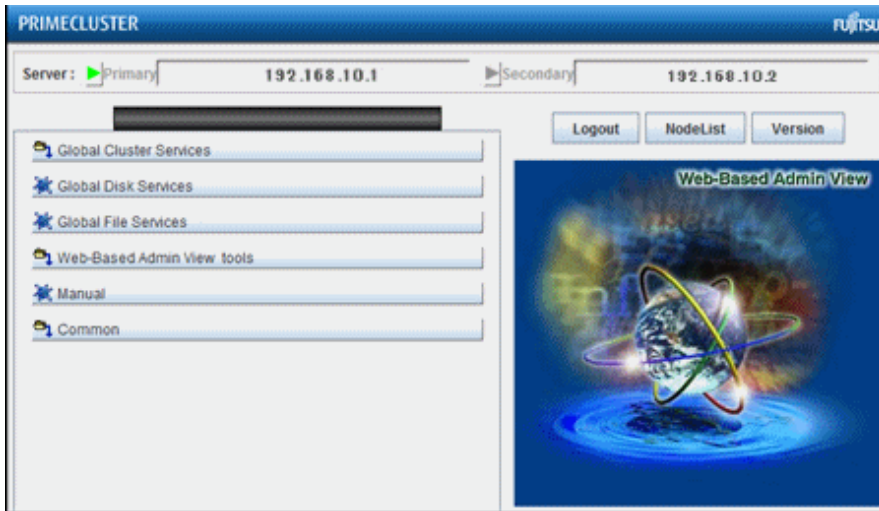 PRIMECLUSTER
FUJITSU
Server: Primary 192.168.10.1 Secondary 192.168.10.2
Logout NodeList Version
Global Cluster Services
Global Disk Services
Global File Services
Web-Based Admin View tools
Manual
Common
Web-Based Admin View